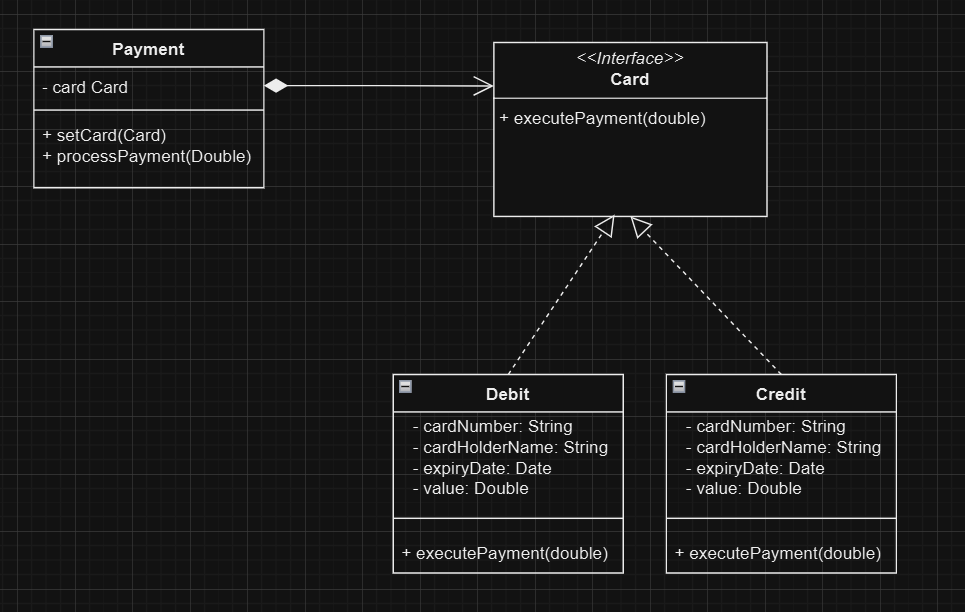 Payment
- card Card
+ setCard(Card)
+ processPayment(Double)
<<Interface>>
Card
+ executePayment(double)
Debit
- cardNumber: String
- cardHolderName: String
- expiryDate: Date
- value: Double
+ executePayment(double)
Credit
- cardNumber: String
- cardHolderName: String
- expiryDate: Date
- value: Double
+ executePayment(double)